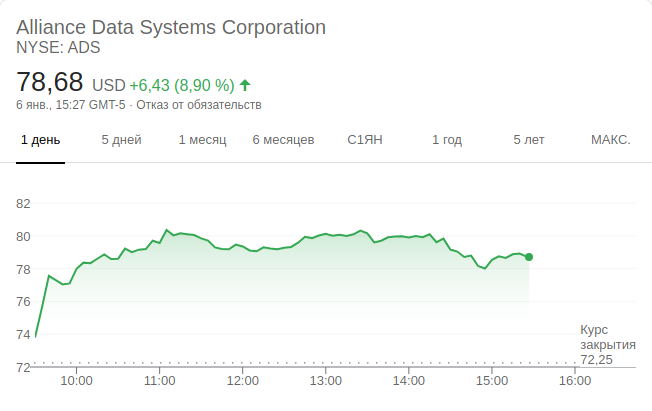 Alliance Data Systems Corporation
NYSE: ADS
78,68 USD +6,43 (8,90 %)
6 янв., 15:27 GMT-5 · Отказ от обязательств
1 день 5 дней 1 месяц 6 месяцев С1ЯН 1 год 5 лет МАКС.
82
80
78
76
74
Курс
закрытия
72,25
72
10:00 11:00 12:00 13:00 14:00 15:00 16:00